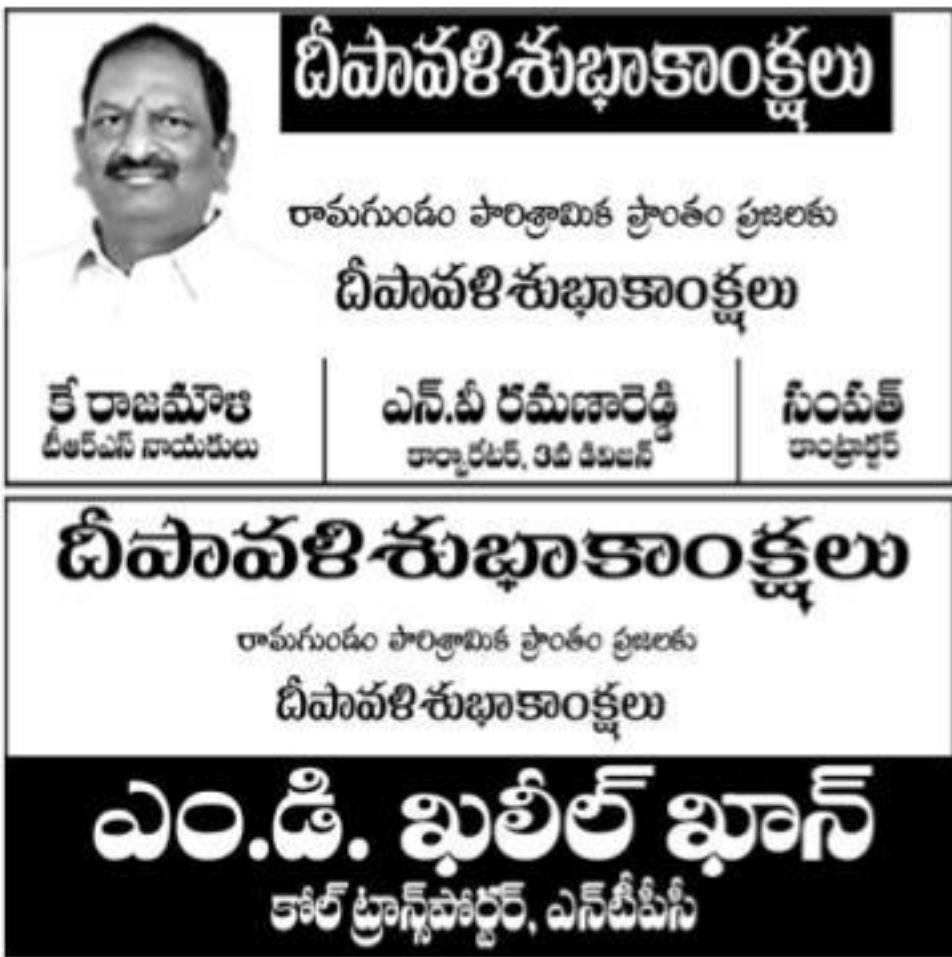 దీపావళి శుభాకాంక్షలు
రామగుండం పారిశ్రామిక ప్రాంతం ప్రజలకు
దీపావళి శుభాకాంక్షలు
కే రాజమౌళి
టీఆర్ఎస్ నాయకులు
ఎన్.వీ రమణారెడ్డి
కార్పొరేటర్, 3వ డివిజన్
సంపత్
కాంట్రాక్టర్
దీపావళి శుభాకాంక్షలు
రామగుండం పారిశ్రామిక ప్రాంతం ప్రజలకు
దీపావళి శుభాకాంక్షలు
ఎం.డి. ఖలీల్ ఖాన్
కోల్ ట్రాన్స్‌పోర్టర్, ఎన్‌టీపీసీ